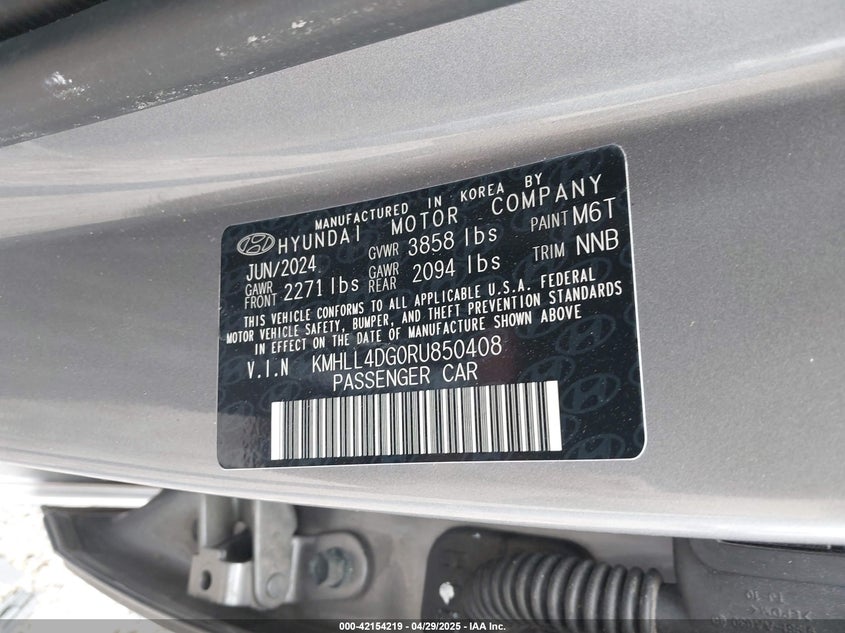 MANUFACTURED IN KOREA BY
HYUNDAI MOTOR COMPANY
JUN/2024 GVWR 3858 lbs PAINT M6T
GAWR FRONT 2271 lbs GAWR REAR 2094 lbs TRIM NNB
THIS VEHICLE CONFORMS TO ALL APPLICABLE U.S.A. FEDERAL
MOTOR VEHICLE SAFETY, BUMPER, AND THEFT PREVENTION STANDARDS
IN EFFECT ON THE DATE OF MANUFACTURE SHOWN ABOVE
V.I.N KMHLL4DG0RU850408
PASSENGER CAR
000-42154219 - 04/29/2025 - IAA Inc.